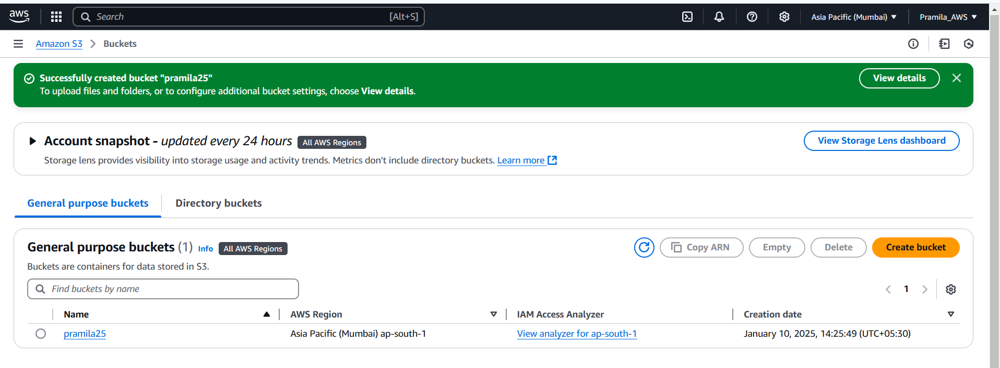 aws Search [Alt+S] Asia Pacific (Mumbai) Pramila_AWS
Amazon S3 Buckets
Successfully created bucket "pramila25" View details
To upload files and folders, or to configure additional bucket settings, choose View details.
Account snapshot - updated every 24 hours All AWS Regions View Storage Lens dashboard
Storage lens provides visibility into storage usage and activity trends. Metrics don't include directory buckets. Learn more
General purpose buckets Directory buckets
General purpose buckets (1) Info All AWS Regions Copy ARN Empty Delete Create bucket
Buckets are containers for data stored in S3.
Find buckets by name 1
Name AWS Region IAM Access Analyzer Creation date
pramila25 Asia Pacific (Mumbai) ap-south-1 View analyzer for ap-south-1 January 10, 2025, 14:25:49 (UTC+05:30)